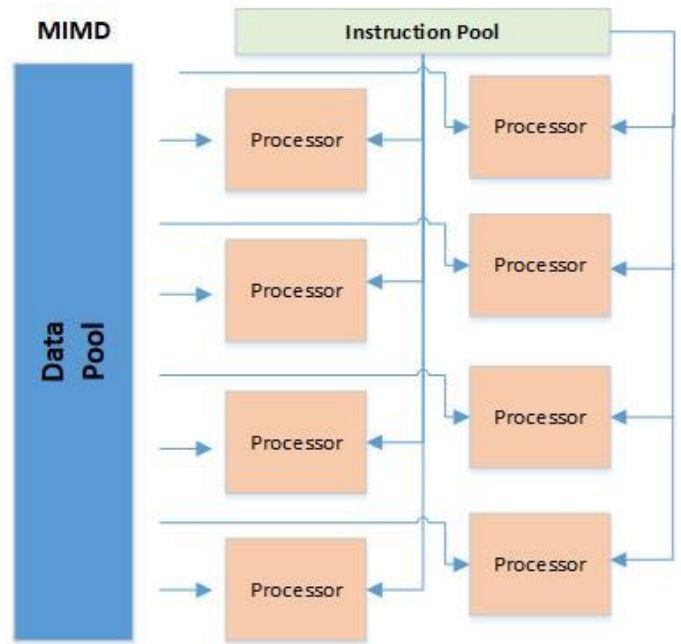 MIMD
Instruction Pool
Processor
Processor
Processor
Processor
Processor
Processor
Processor
Processor
Data
Pool